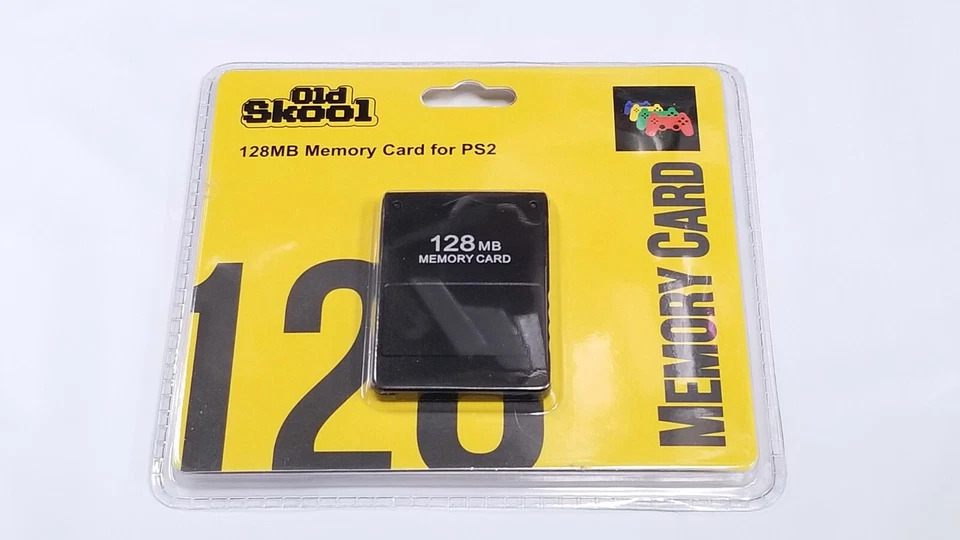 Old
Skool
128MB Memory Card for PS2
128 MB
MEMORY CARD
128
MEMORY CARD